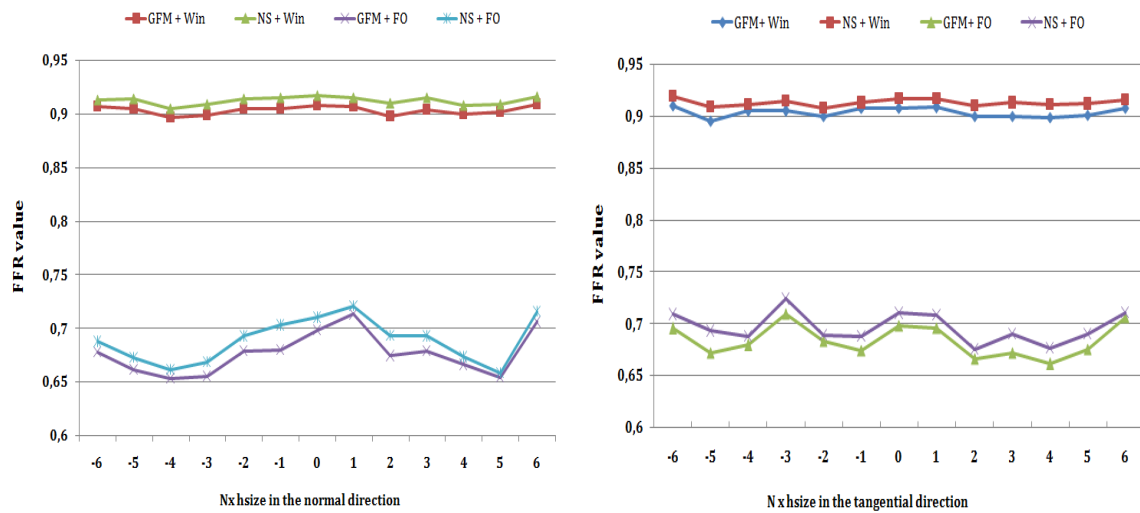 GFM + Win NS + Win GFM + FO NS + FO
FFR value
0,95
0,9
0,85
0,8
0,75
0,7
0,65
0,6
-6 -5 -4 -3 -2 -1 0 1 2 3 4 5 6
Nx hsize in the normal direction
GFM+ Win NS + Win GFM+ FO NS + FO
FFR value
0,95
0,9
0,85
0,8
0,75
0,7
0,65
0,6
-6 -5 -4 -3 -2 -1 0 1 2 3 4 5 6
Nx hsize in the tangential direction